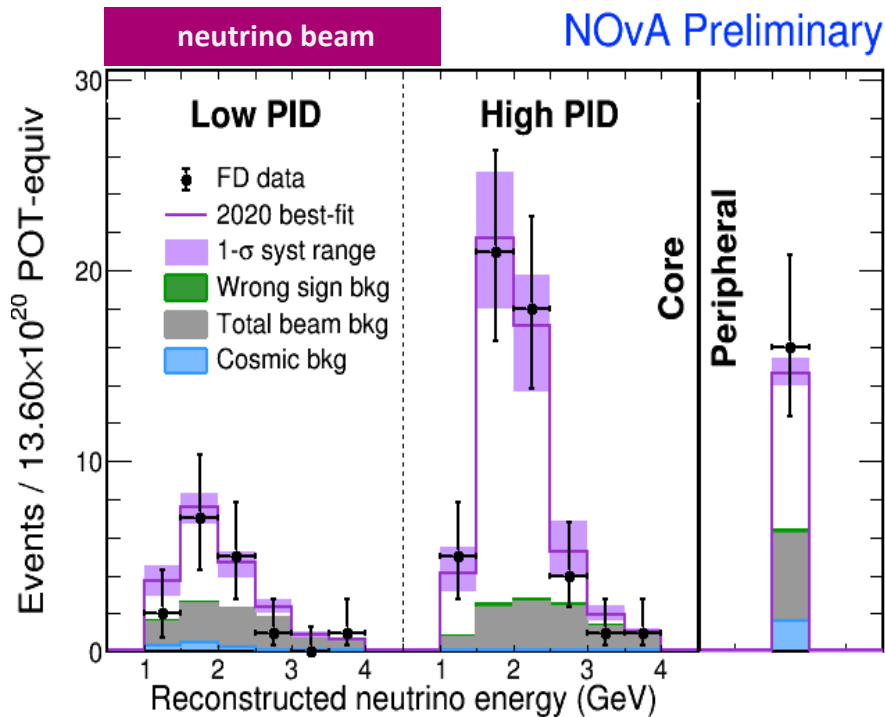 neutrino beam
NOvA Preliminary
Low PID
High PID
FD data
2020 best-fit
1-σ syst range
Wrong sign bkg
Total beam bkg
Cosmic bkg
Core
Peripheral
Events / 13.60×10²⁰ POT-equiv
30
20
10
0
1 2 3 4 1 2 3 4
Reconstructed neutrino energy (GeV)